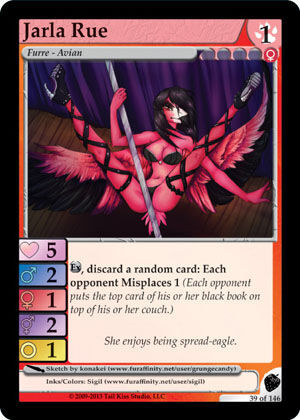 Jarla Rue
1
Furre - Avian
5
2
1
2
1
, discard a random card: Each
opponent Misplaces 1 (Each opponent
puts the top card of his or her black book on
top of his or her couch.)
She enjoys being spread-eagle.
Sketch by konakei (www.furaffinity.net/user/grungecandy)
Inks/Colors: Sigil (www.furaffinity.net/user/sigil)
© 2009-2013 Tail Kiss Studio, LLC
39 of 146